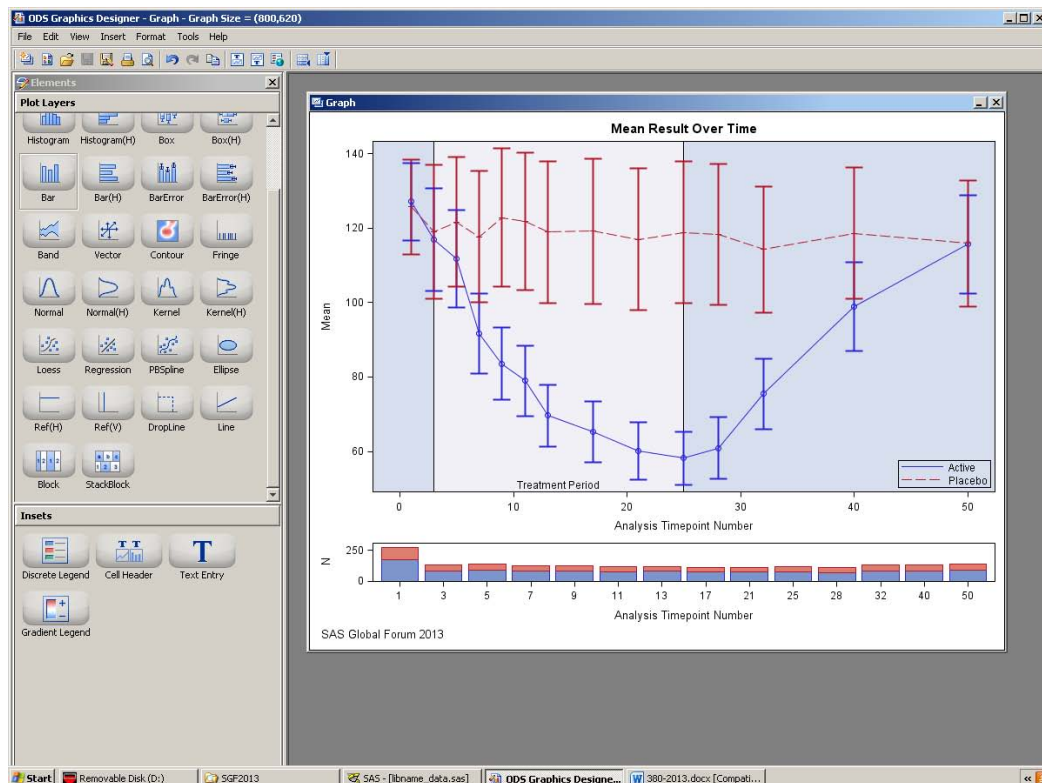 ODS Graphics Designer - Graph - Graph Size = (800,620)
File Edit View Insert Format Tools Help
Elements
Plot Layers
Histogram Histogram(H) Box Box(H)
Bar Bar(H) BarError BarError(H)
Band Vector Contour Fringe
Normal Normal(H) Kernel Kernel(H)
Loess Regression PBSpline Ellipse
Ref(H) Ref(V) DropLine Line
Block StackBlock
Insets
Discrete Legend Cell Header Text Entry
Gradient Legend
Graph
Mean Result Over Time
140
120
100
80
60
Mean
Treatment Period
Active
Placebo
0 10 20 30 40 50
Analysis Timepoint Number
250
0
N
1 3 5 7 9 11 13 17 21 25 28 32 40 50
Analysis Timepoint Number
SAS Global Forum 2013
Start Removable Disk (D:) SGF2013 SAS - [libname_data.sas] ODS Graphics Designe... 380-2013.docx [Compati...